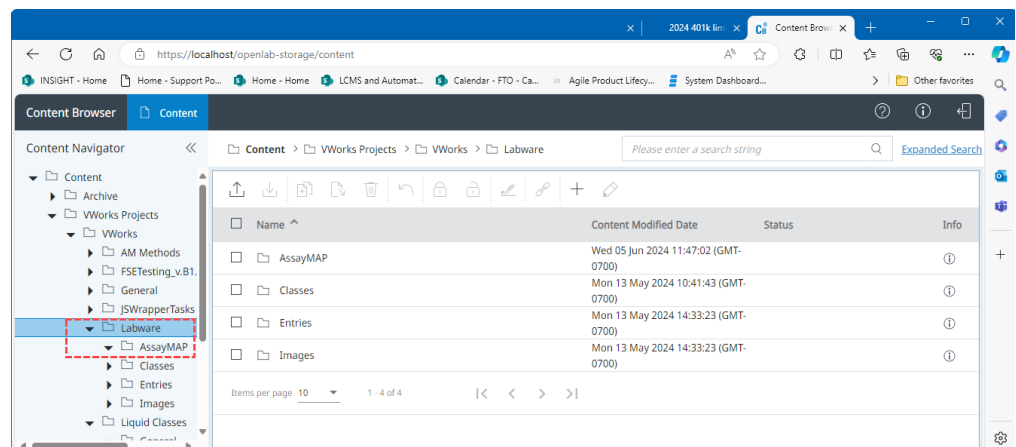 2024 401k lim
Content Brow
https://localhost/openlab-storage/content
INSIGHT - Home
Home - Support Po...
Home - Home
LCMS and Automat...
Calendar - FTO - Ca...
Agile Product Lifecy...
System Dashboard...
Other favorites
Content Browser
Content
Content Navigator
Content > VWorks Projects > VWorks > Labware
Please enter a search string
Expanded Search
Content
Archive
VWorks Projects
VWorks
AM Methods
FSETesting_v.B1.
General
JSWrapperTasks
Labware
AssayMAP
Classes
Entries
Images
Liquid Classes
Name
Content Modified Date
Status
Info
AssayMAP
Wed 05 Jun 2024 11:47:02 (GMT-
0700)
Classes
Mon 13 May 2024 10:41:43 (GMT-
0700)
Entries
Mon 13 May 2024 14:33:23 (GMT-
0700)
Images
Mon 13 May 2024 14:33:23 (GMT-
0700)
Items per page 10
1 - 4 of 4